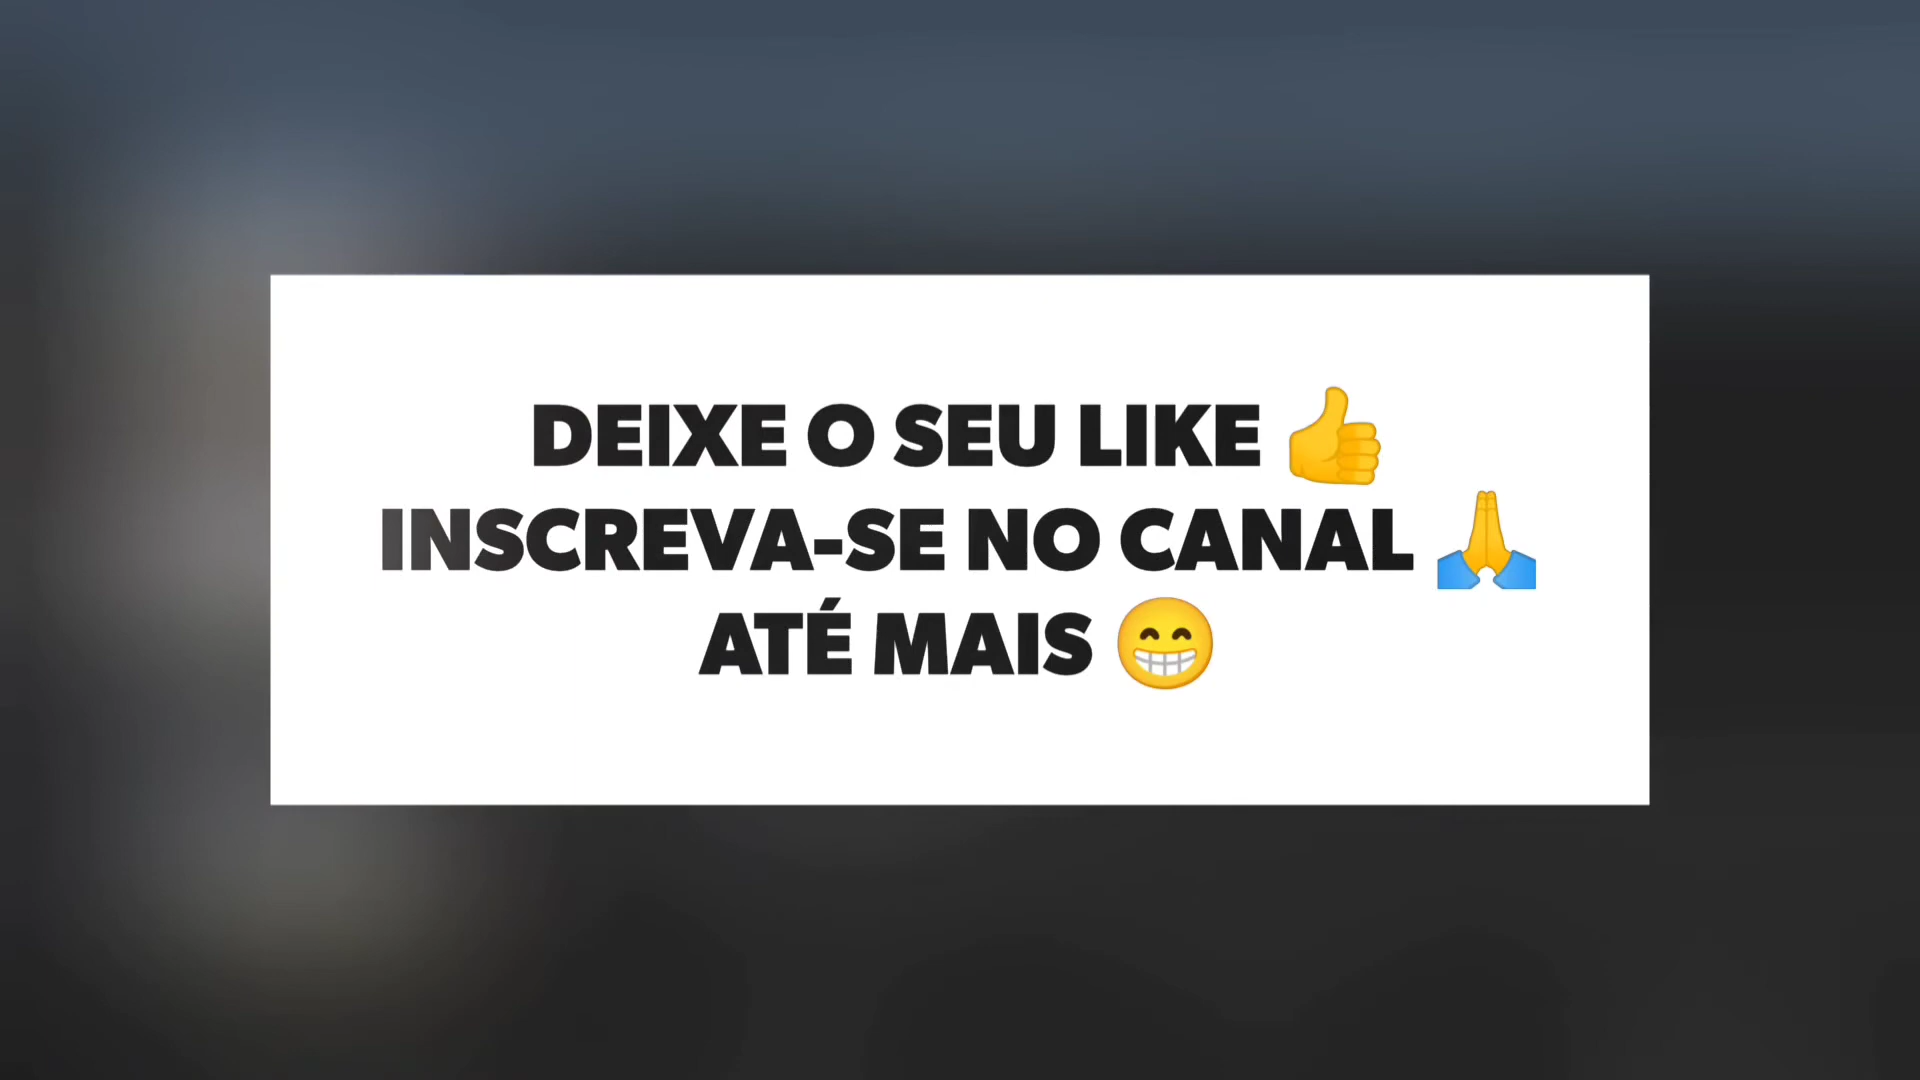 DEIXE O SEU LIKE 👍
INSCREVA-SE NO CANAL 🙏
ATÉ MAIS 😁